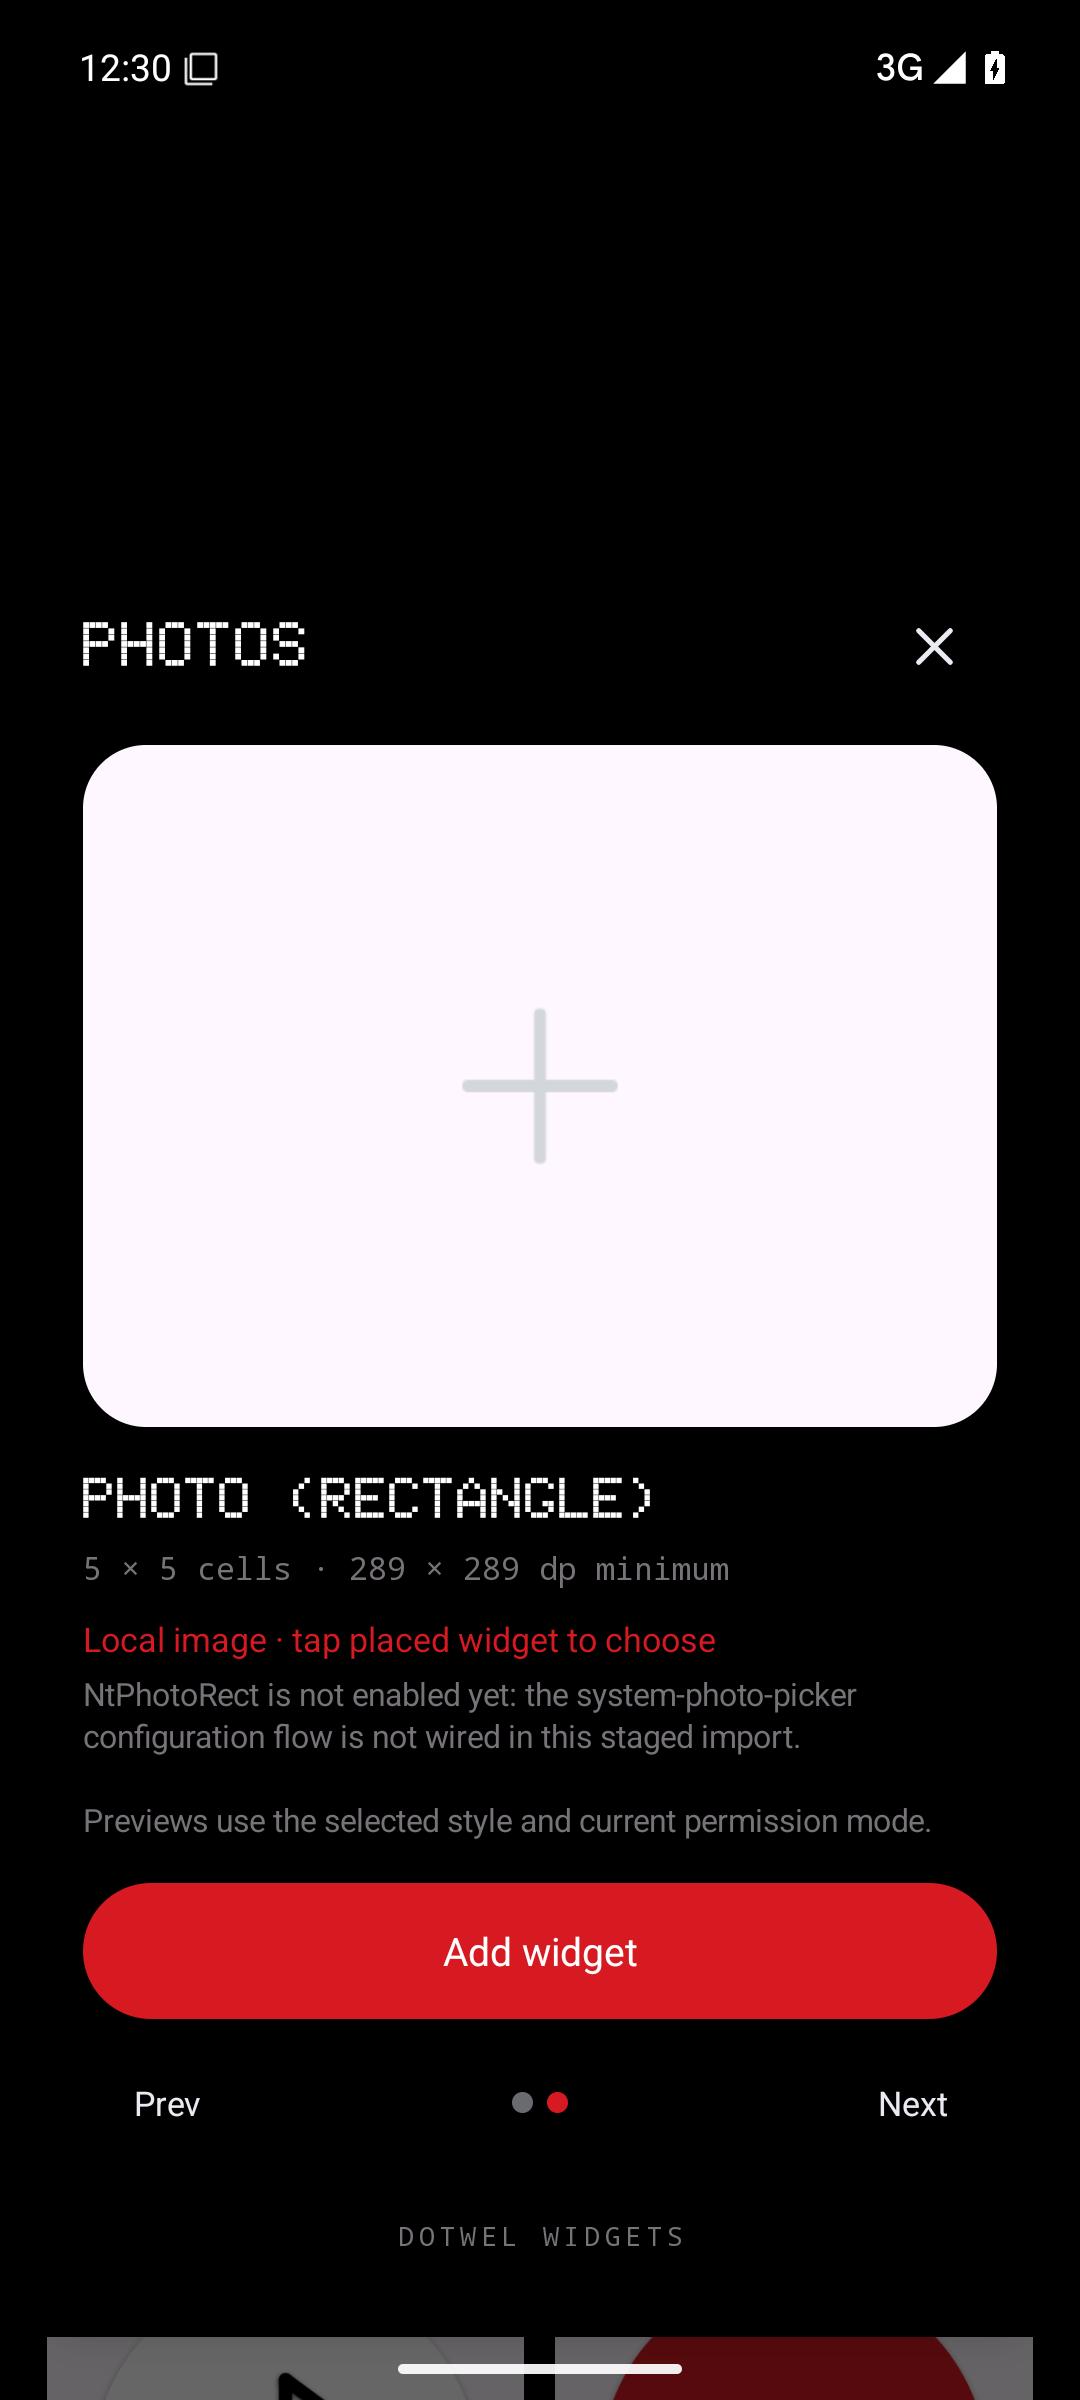 12:30
3G
PHOTOS
PHOTO (RECTANGLE)
5 × 5 cells · 289 × 289 dp minimum
Local image · tap placed widget to choose
NtPhotoRect is not enabled yet: the system-photo-picker
configuration flow is not wired in this staged import.
Previews use the selected style and current permission mode.
Add widget
Prev
Next
DOTWEL WIDGETS